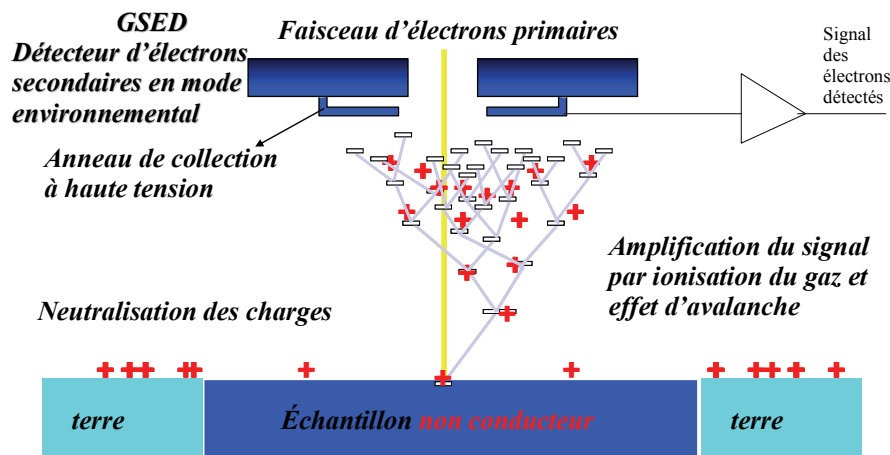 GSED
Détecteur d'électrons
secondaires en mode
environnemental
Faisceau d'électrons primaires
Signal
des
électrons
détectés
Anneau de collection
à haute tension
Amplification du signal
par ionisation du gaz et
effet d'avalanche
Neutralisation des charges
terre
Échantillon non conducteur
terre